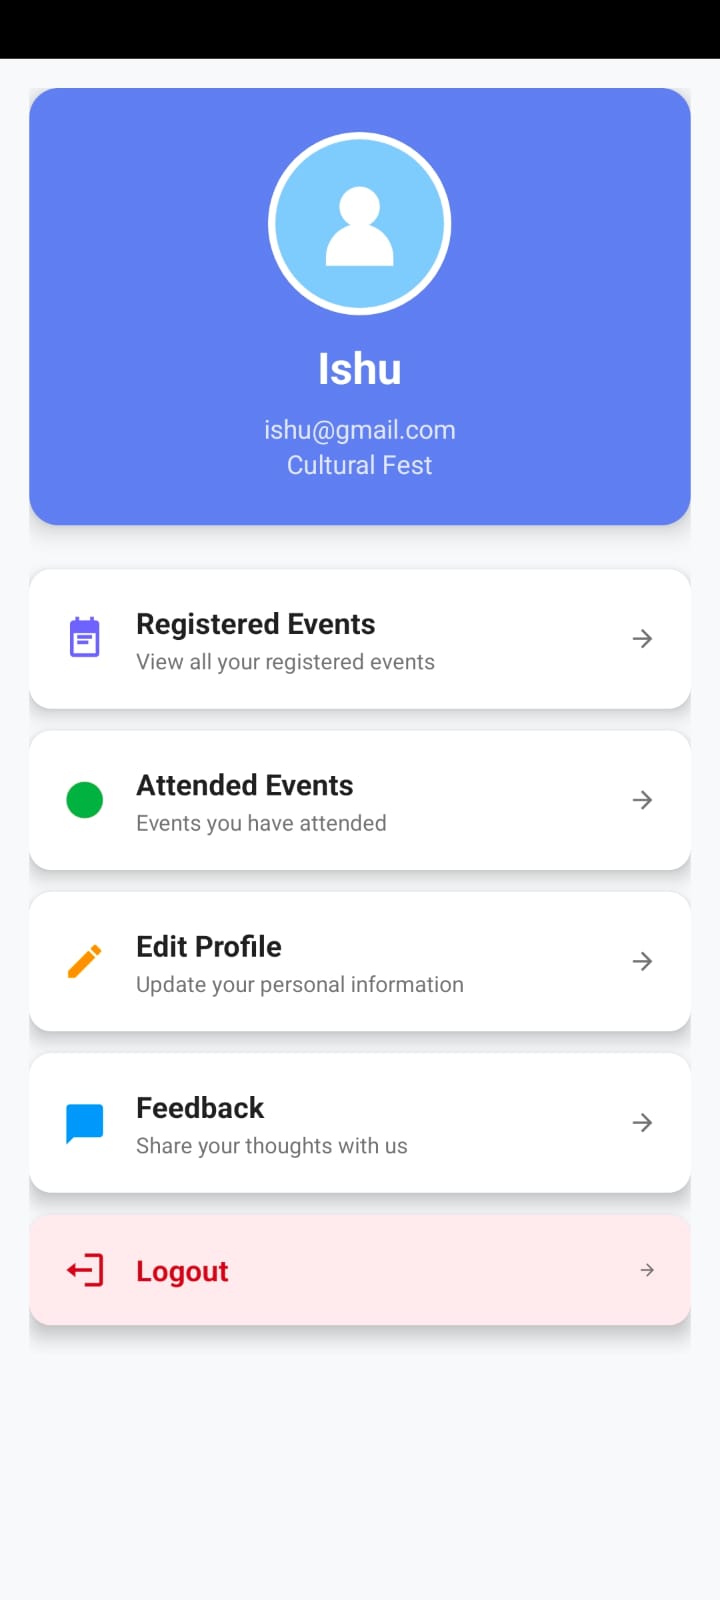 Ishu
ishu@gmail.com
Cultural Fest
Registered Events
View all your registered events
Attended Events
Events you have attended
Edit Profile
Update your personal information
Feedback
Share your thoughts with us
Logout